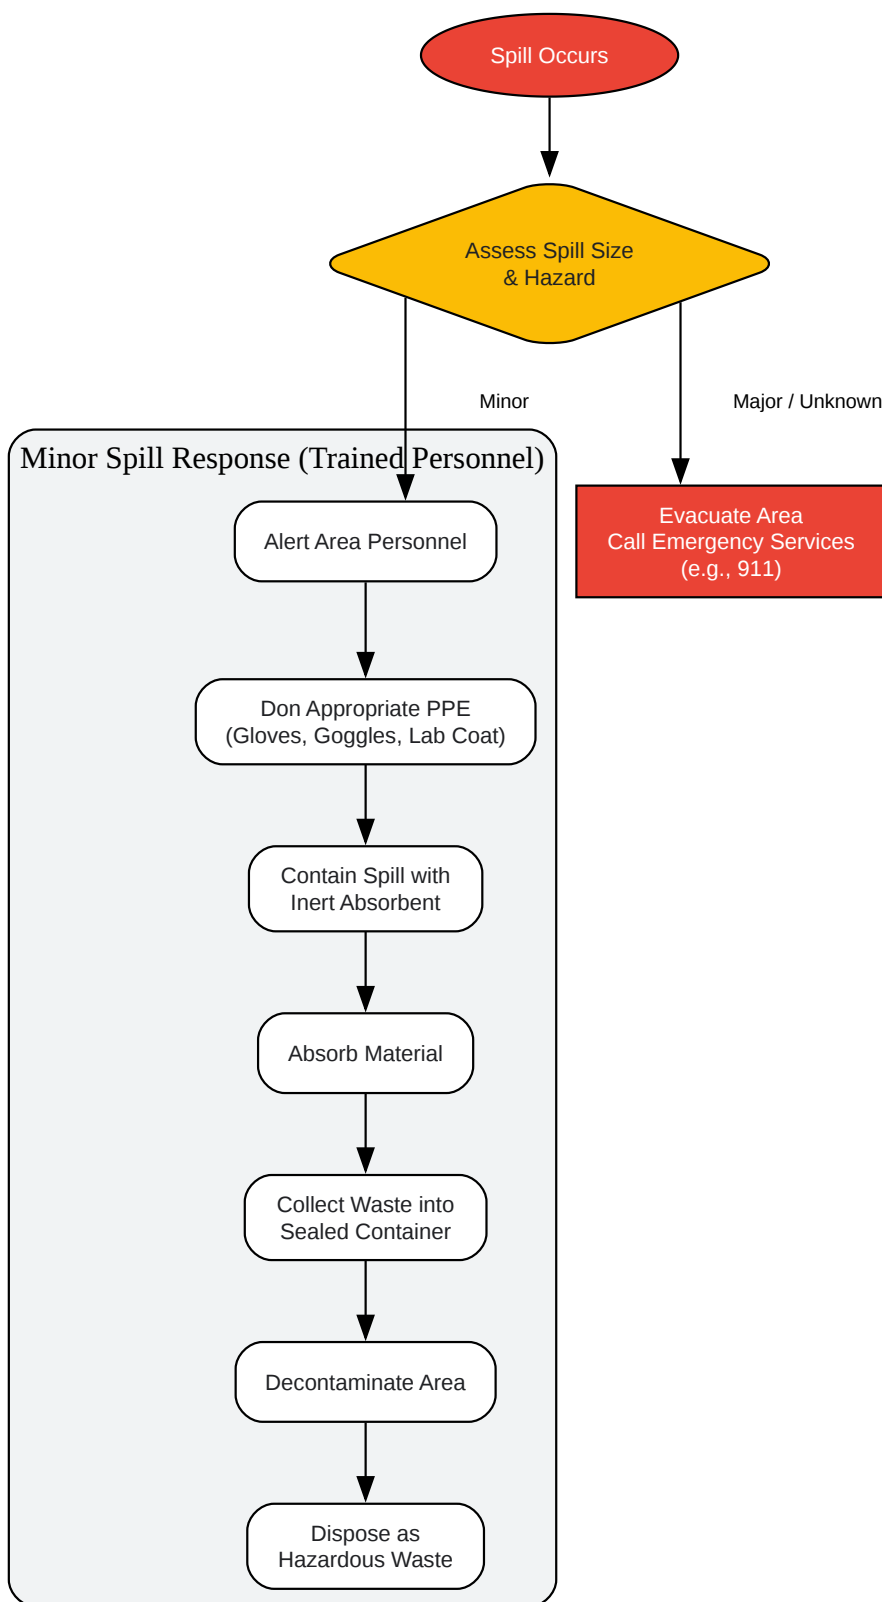 Spill Occurs
Assess Spill Size
& Hazard
Minor
Major / Unknown
Minor Spill Response (Trained Personnel)
Evacuate Area
Call Emergency Services
(e.g., 911)
Alert Area Personnel
Don Appropriate PPE
(Gloves, Goggles, Lab Coat)
Contain Spill with
Inert Absorbent
Absorb Material
Collect Waste into
Sealed Container
Decontaminate Area
Dispose as
Hazardous Waste